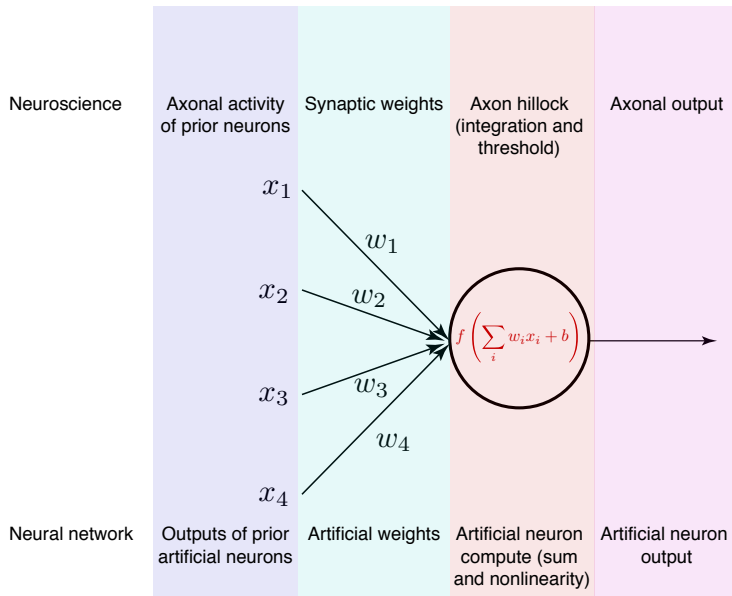 Neuroscience
Axonal activity
of prior neurons
Synaptic weights
Axon hillock
(integration and
threshold)
Axonal output
x₁
x₂
x₃
x₄
w₁
w₂
w₃
w₄
f(∑ᵢ wᵢxᵢ + b)
Neural network
Outputs of prior
artificial neurons
Artificial weights
Artificial neuron
compute (sum
and nonlinearity)
Artificial neuron
output